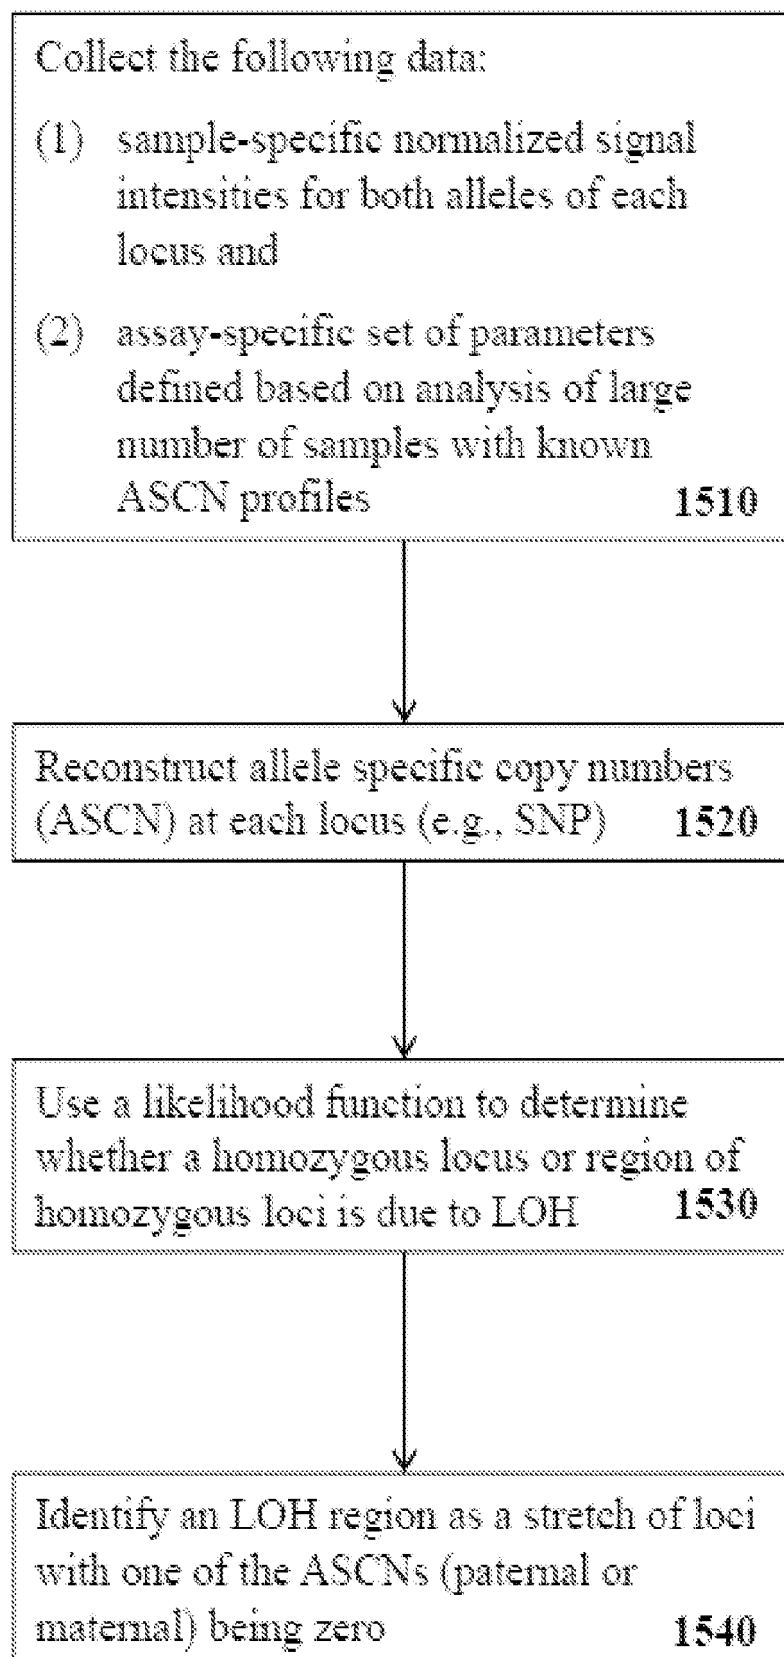 Collect the following data:
(1) sample-specific normalized signal
intensities for both alleles of each
locus and
(2) assay-specific set of parameters
defined based on analysis of large
number of samples with known
ASCN profiles 1510
Reconstruct allele specific copy numbers
(ASCN) at each locus (e.g., SNP) 1520
Use a likelihood function to determine
whether a homozygous locus or region of
homozygous loci is due to LOH 1530
Identify an LOH region as a stretch of loci
with one of the ASCNs (paternal or
maternal) being zero 1540